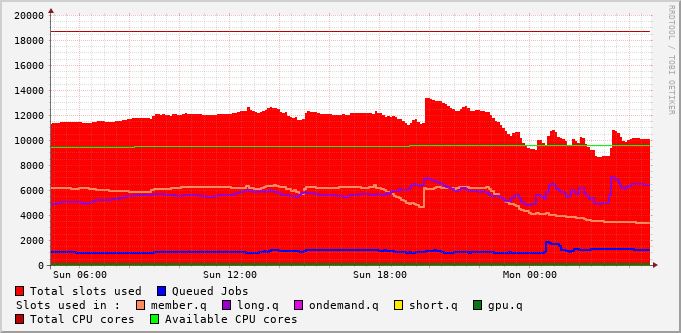 RRDTOOL / TOBI OETIKER
20000
18000
16000
14000
12000
10000
8000
6000
4000
2000
0
Sun 06:00 Sun 12:00 Sun 18:00 Mon 00:00
Total slots used Queued Jobs
Slots used in : member.q long.q ondemand.q short.q gpu.q
Total CPU cores Available CPU cores